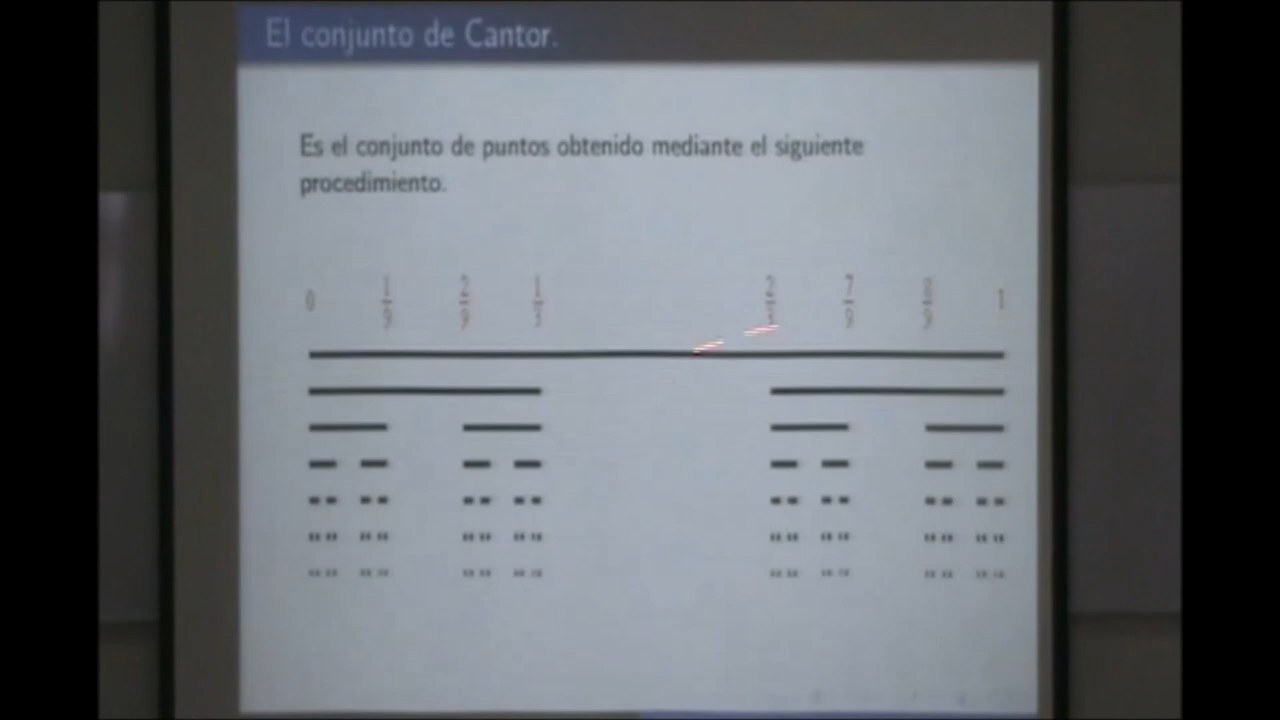 El conjunto de Cantor.
Es el conjunto de puntos obtenido mediante el siguiente
procedimiento.
0 1/9 2/9 1/3 2/3 7/9 8/9 1